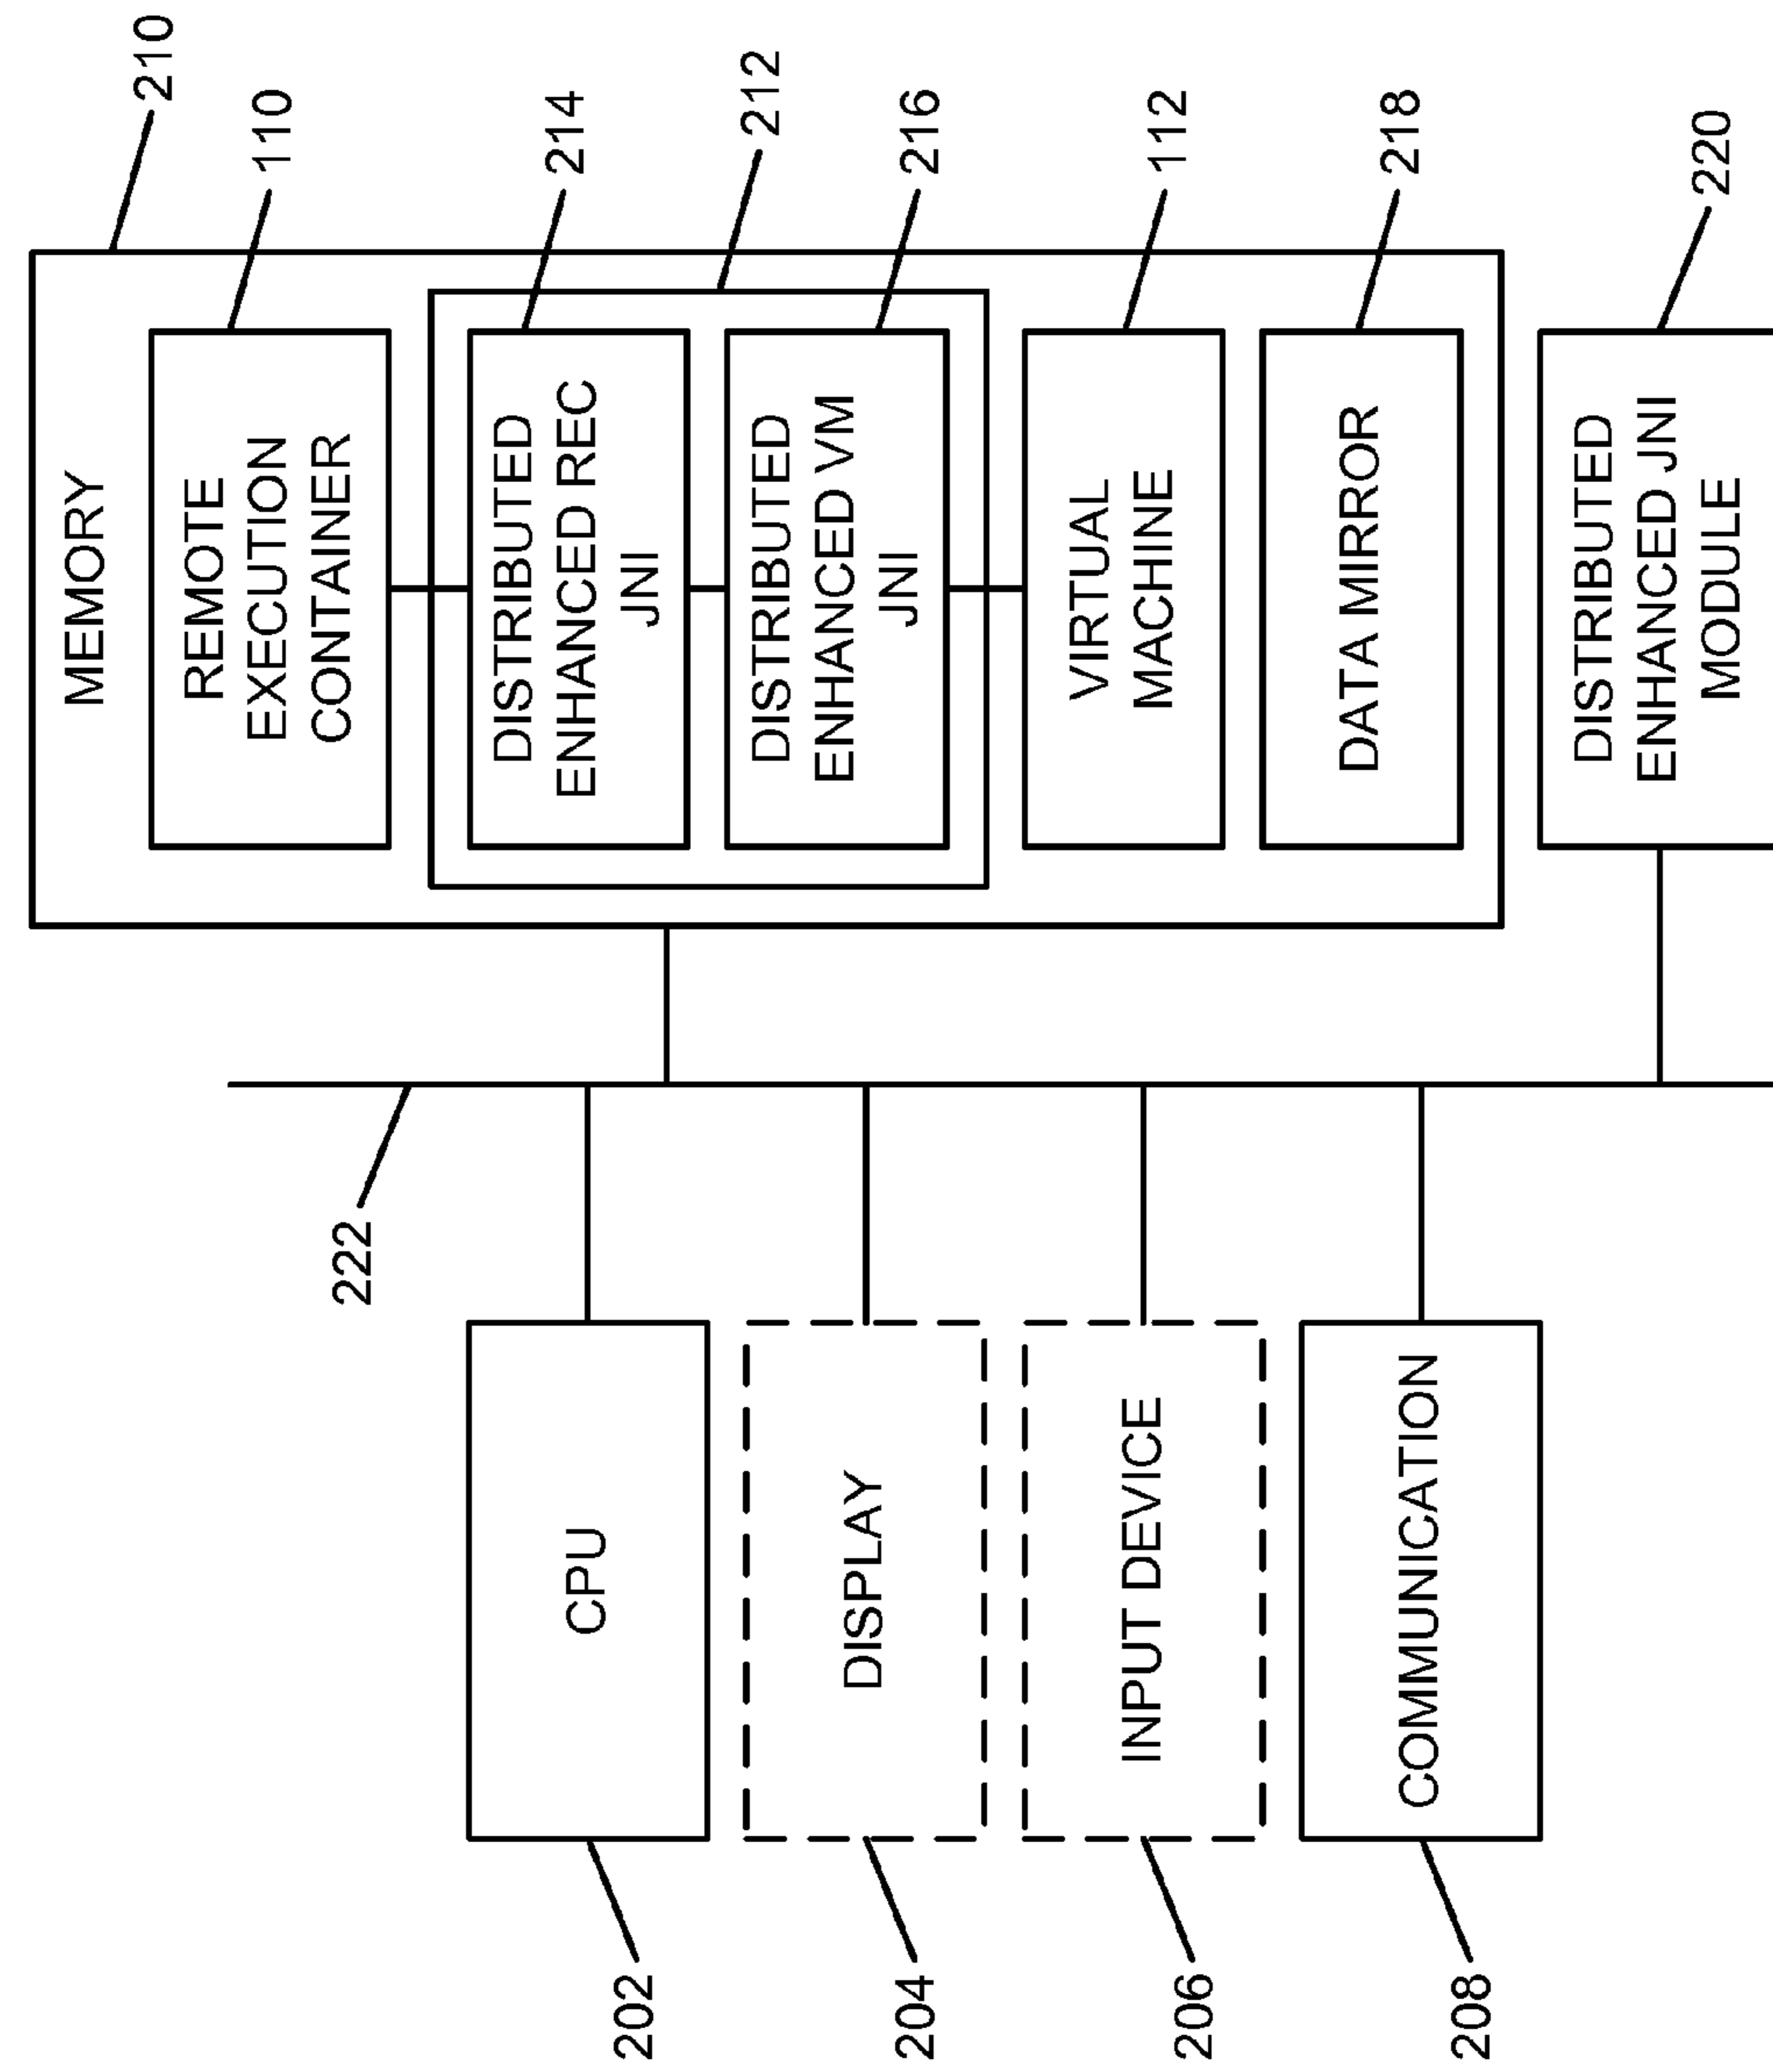 202
CPU
204
DISPLAY
206
INPUT DEVICE
208
COMMUNICATION
222
MEMORY
210
REMOTE
EXECUTION
CONTAINER
110
DISTRIBUTED
ENHANCED REC
JNI
214
212
DISTRIBUTED
ENHANCED VM
JNI
216
VIRTUAL
MACHINE
112
DATA MIRROR
218
DISTRIBUTED
ENHANCED JNI
MODULE
220